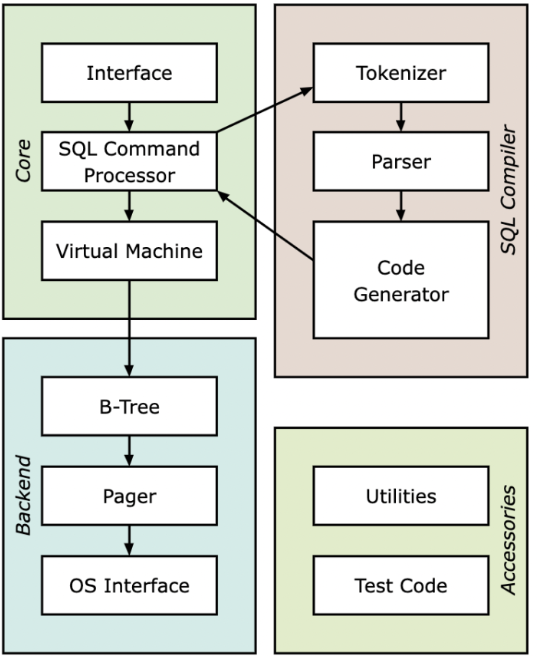 Core
Interface
SQL Command
Processor
Virtual Machine
SQL Compiler
Tokenizer
Parser
Code
Generator
Backend
B-Tree
Pager
OS Interface
Accessories
Utilities
Test Code